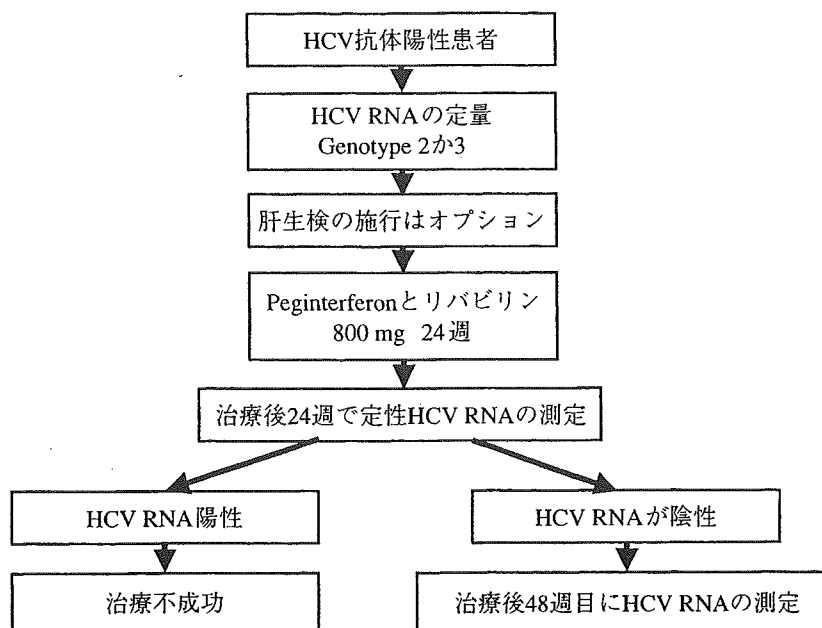 HCV抗体陽性患者
HCV RNAの定量
Genotype 2か3
肝生検の施行はオプション
Peginterferonとリバビリン
800 mg 24週
治療後24週で定性HCV RNAの測定
HCV RNA陽性
HCV RNAが陰性
治療不成功
治療後48週目にHCV RNAの測定